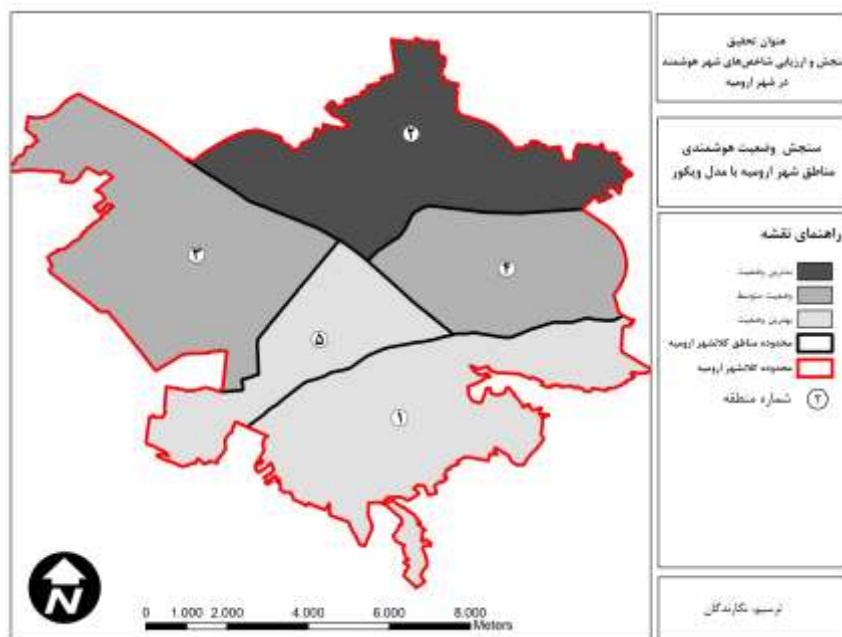 عنوان تحقیق
سنجش و ارزیابی شاخص‌های شهر هوشمند
در شهر ارومیه
سنجش وضعیت هوشمندی
مناطق شهر ارومیه با مدل ویکور
راهنمای نقشه
بدترین وضعیت
وضعیت متوسط
بهترین وضعیت
محدوده مناطق کلانشهر ارومیه
محدوده کلانشهر ارومیه
شماره منطقه ۲
ترسیم: نگارندگان
۲
۳
۴
۵
۱
N
0 1.000 2.000 4.000 6.000 8.000
Meters